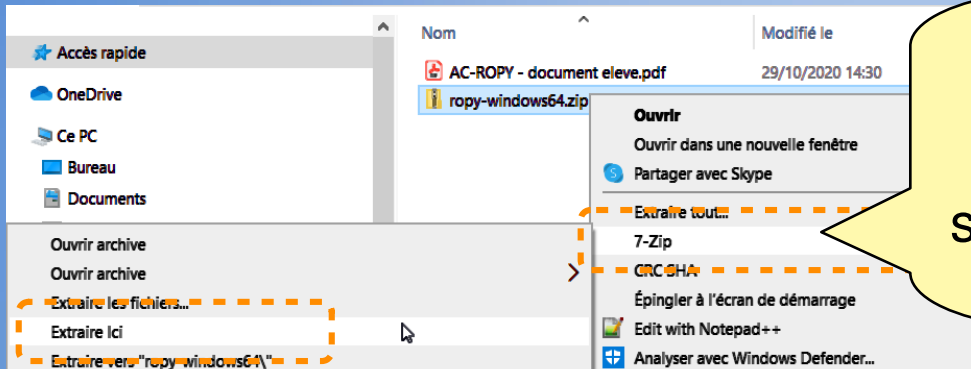 Nom
Modifié le
Accès rapide
AC-ROPY - document eleve.pdf
29/10/2020 14:30
OneDrive
ropy-windows64.zip
Ouvrir
Ce PC
Ouvrir dans une nouvelle fenêtre
Bureau
Partager avec Skype
Documents
Extraire tout...
S
Ouvrir archive
7-Zip
Ouvrir archive
CRC SHA
Extraire les fichiers...
Épingler à l'écran de démarrage
Extraire Ici
Edit with Notepad++
Extraire vers "ropy-windows64\"
Analyser avec Windows Defender...